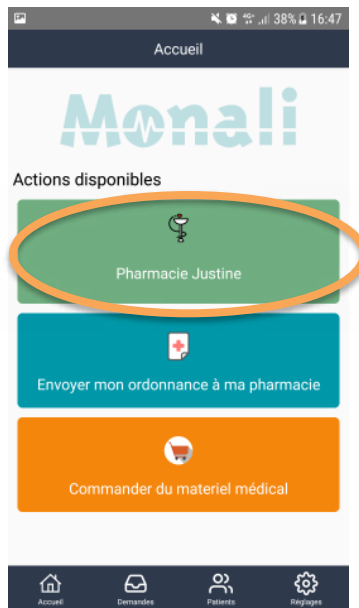 38% 16:47
Accueil
Monali
Actions disponibles
Pharmacie Justine
Envoyer mon ordonnance à ma pharmacie
Commander du materiel médical
Accueil Demandes Patients Réglages